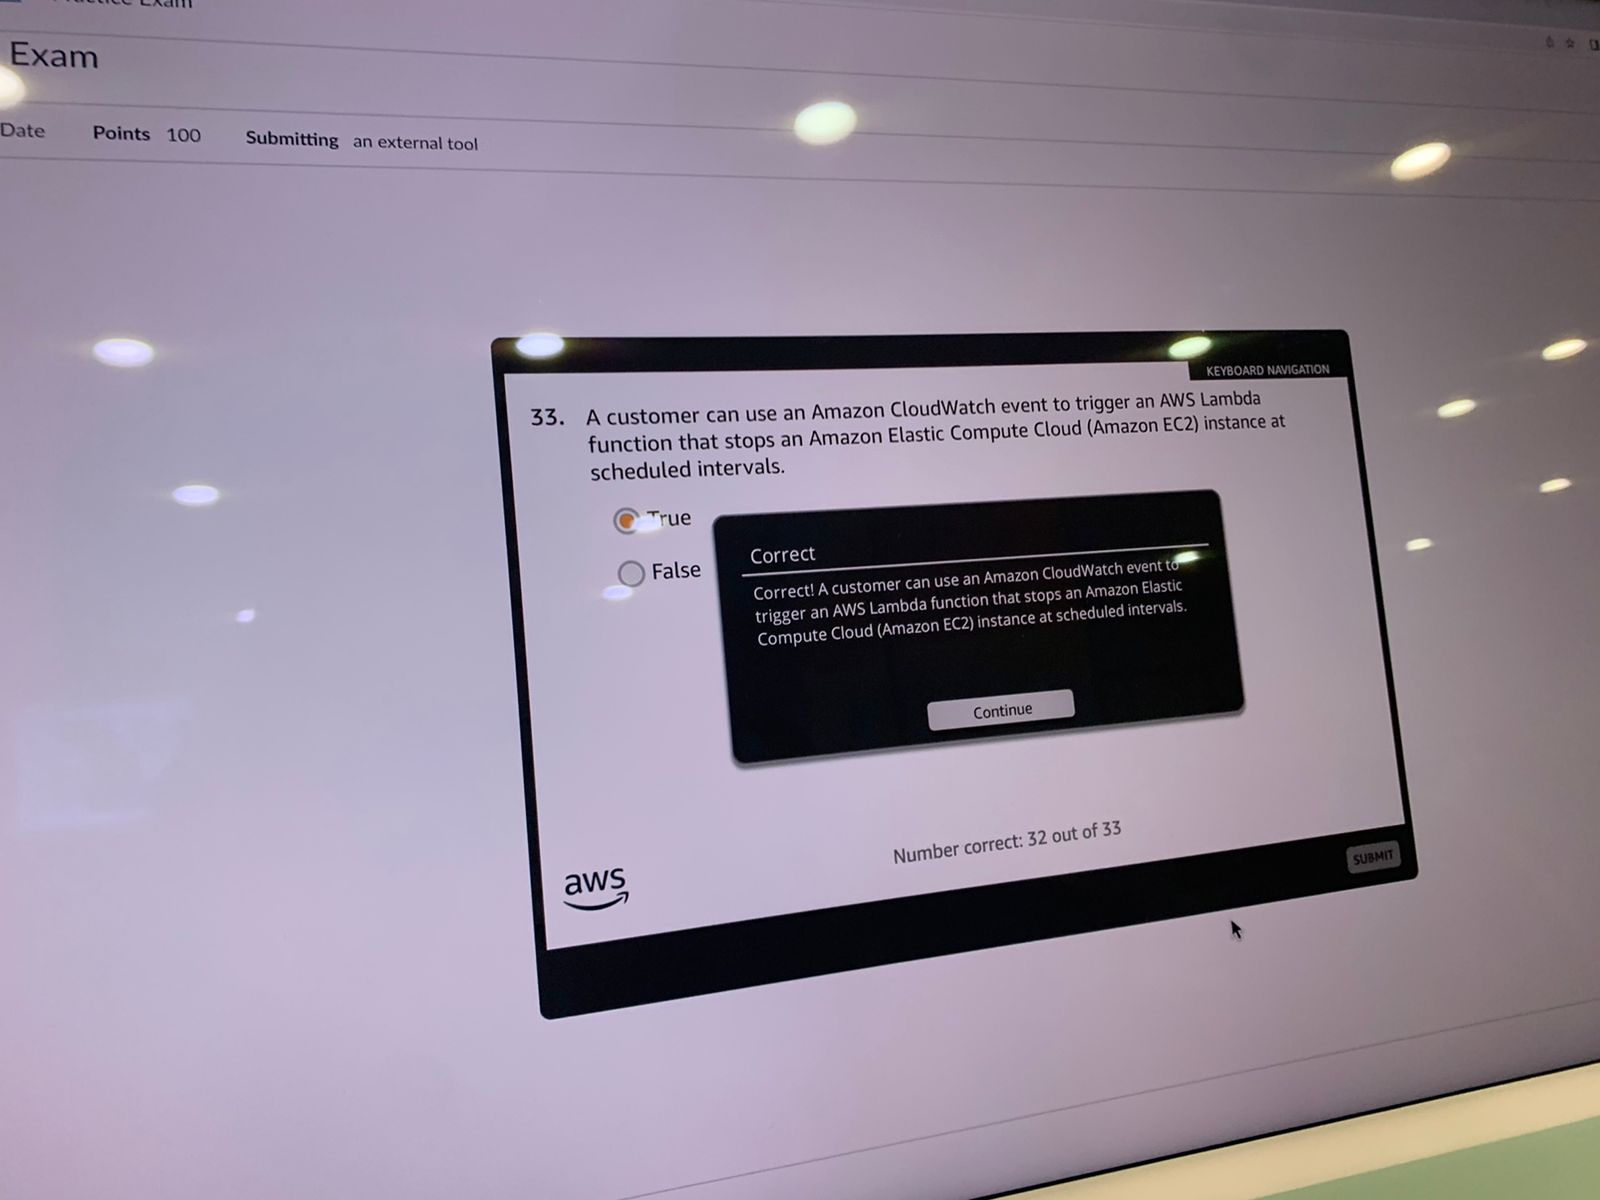 Practice Exam
Exam
Date Points 100 Submitting an external tool
KEYBOARD NAVIGATION
33. A customer can use an Amazon CloudWatch event to trigger an AWS Lambda
function that stops an Amazon Elastic Compute Cloud (Amazon EC2) instance at
scheduled intervals.
True
False
Correct
Correct! A customer can use an Amazon CloudWatch event to
trigger an AWS Lambda function that stops an Amazon Elastic
Compute Cloud (Amazon EC2) instance at scheduled intervals.
Continue
Number correct: 32 out of 33
aws
SUBMIT